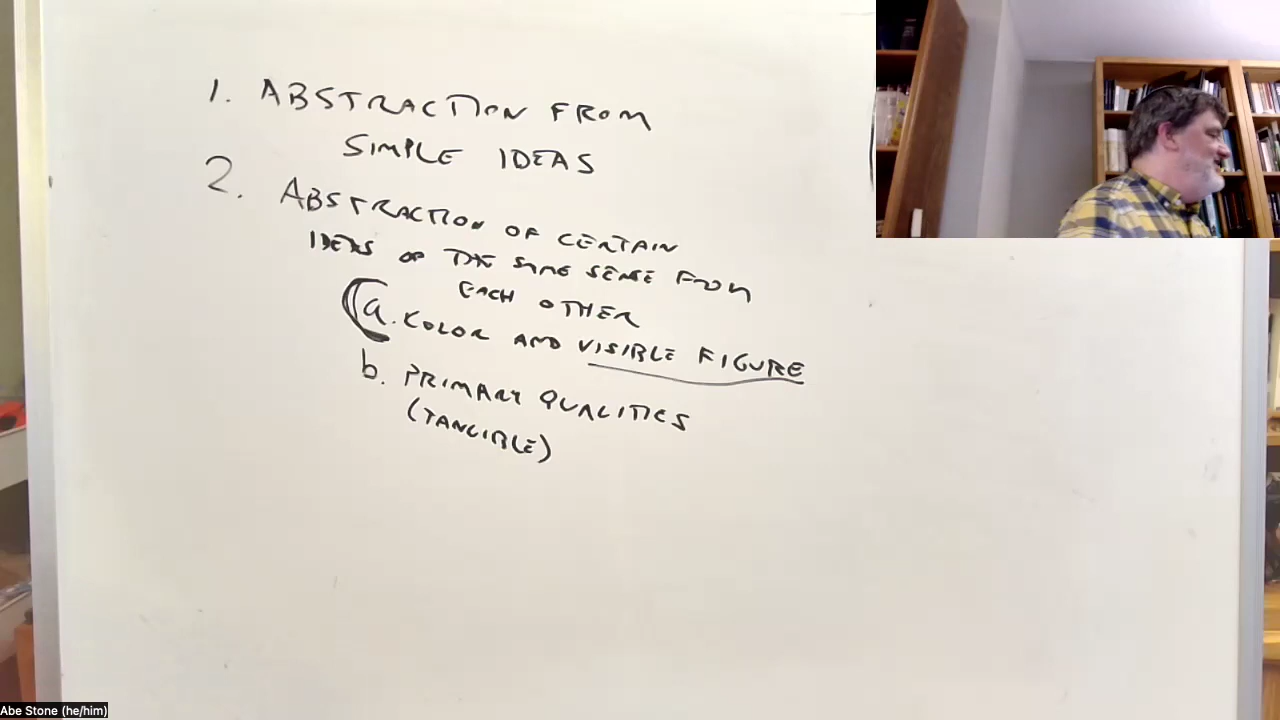 1. ABSTRACTION FROM
SIMPLE IDEAS
2. ABSTRACTION OF CERTAIN
IDEAS OF THE SAME SENSE FROM
EACH OTHER
(a. COLOR AND VISIBLE FIGURE
b. PRIMARY QUALITIES
(TANGIBLE)
Abe Stone (he/him)